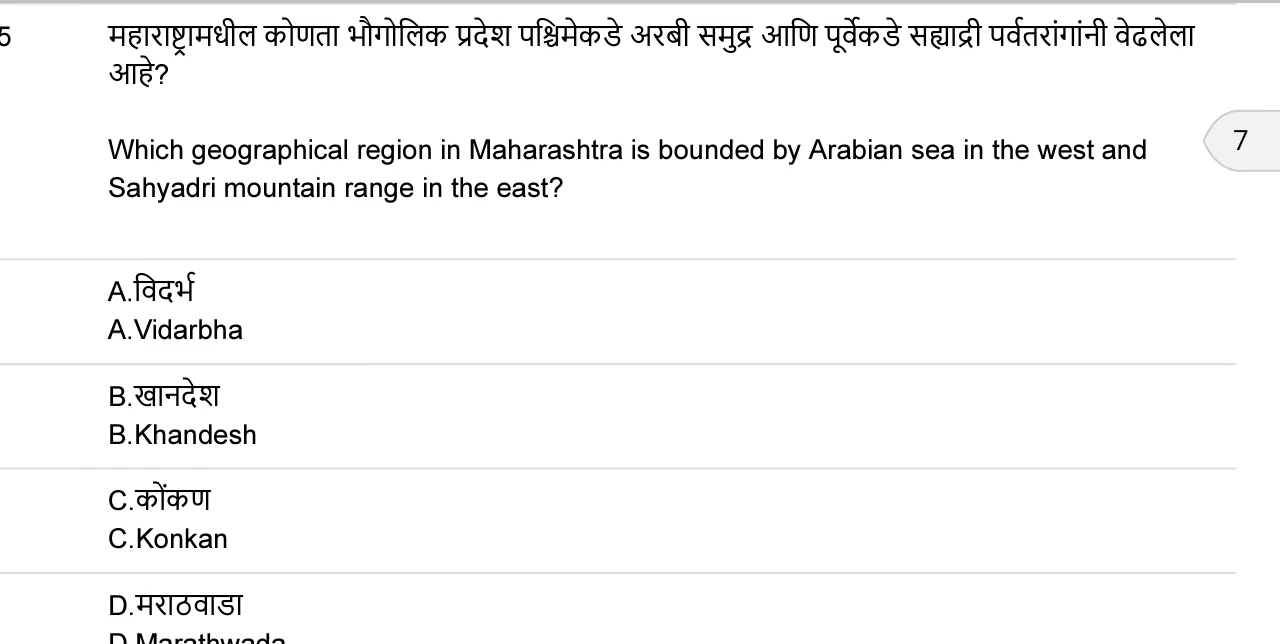 5
महाराष्ट्रामधील कोणता भौगोलिक प्रदेश पश्चिमेकडे अरबी समुद्र आणि पूर्वेकडे सह्याद्री पर्वतरांगांनी वेढलेला
आहे?
Which geographical region in Maharashtra is bounded by Arabian sea in the west and
Sahyadri mountain range in the east?
7
A.विदर्भ
A.Vidarbha
B.खानदेश
B.Khandesh
C.कोंकण
C.Konkan
D.मराठवाडा
D.Marathwada